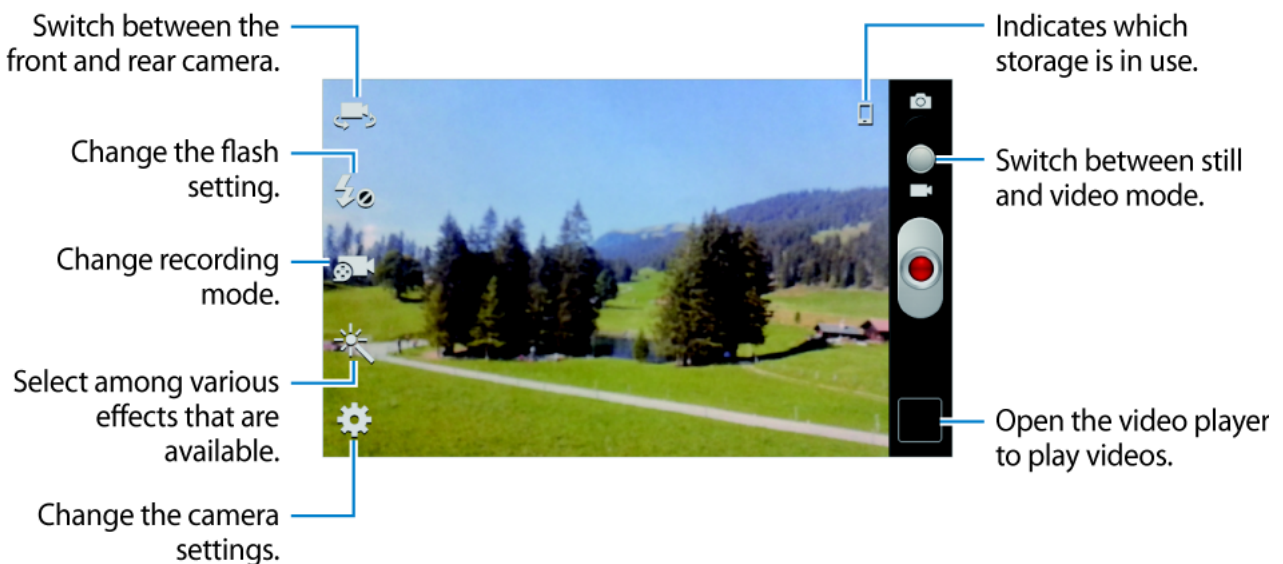 Switch between the
front and rear camera.
Change the flash
setting.
Change recording
mode.
Select among various
effects that are
available.
Change the camera
settings.
Indicates which
storage is in use.
Switch between still
and video mode.
Open the video player
to play videos.